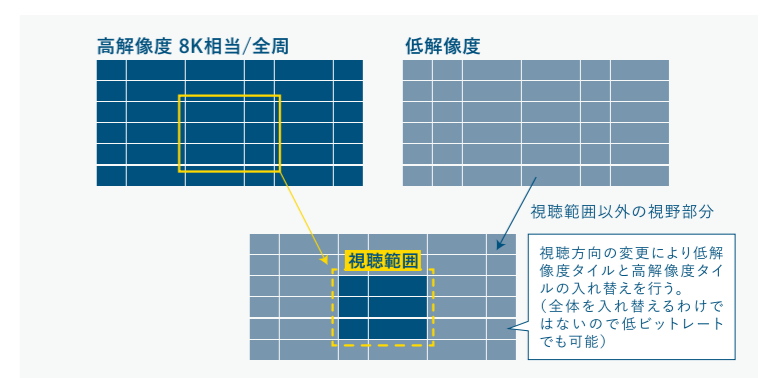 高解像度 8K相当/全周
低解像度
視聴範囲以外の視野部分
視聴範囲
視聴方向の変更により低解
像度タイルと高解像度タイ
ルの入れ替えを行う。
（全体を入れ替えるわけで
はないので低ビットレート
でも可能）